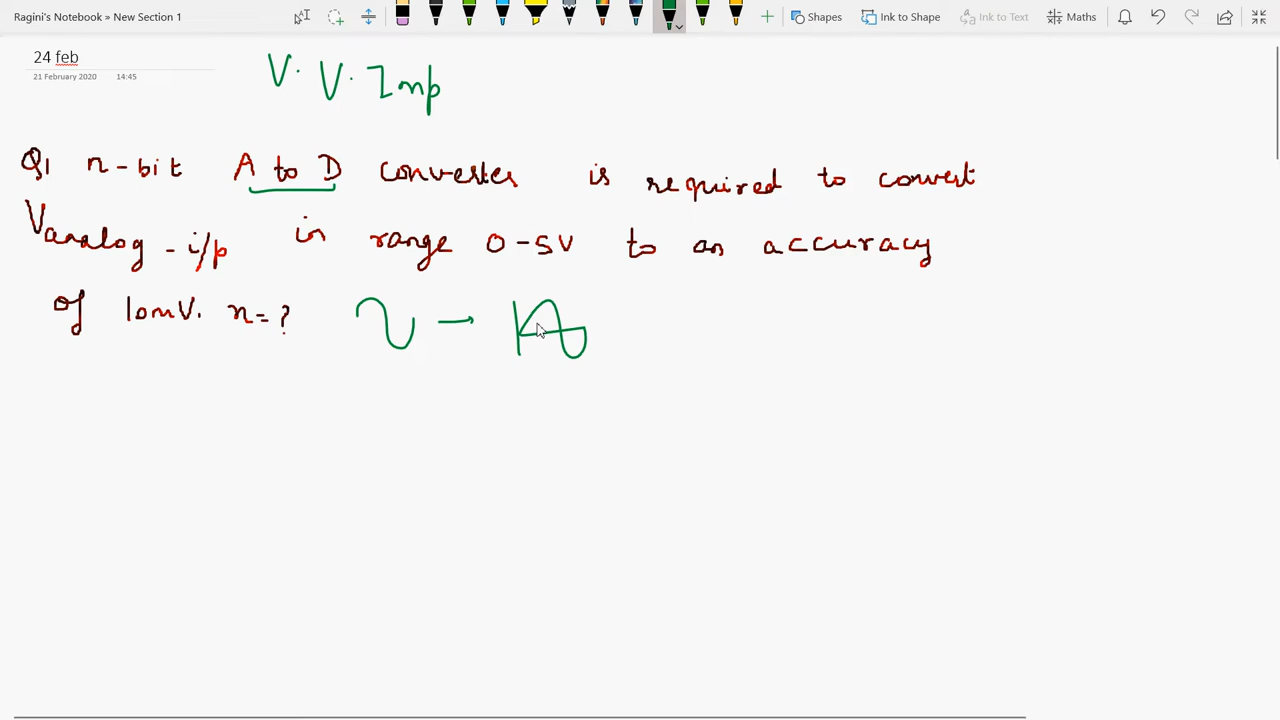 Ragini's Notebook » New Section 1
Shapes
Ink to Shape
Ink to Text
Maths
24 feb
21 February 2020 14:45
V. V. Imp
Q1 n-bit A to D converter is required to convert
Vanalog-i/p in range 0-5V to an accuracy
of 10mV. n=?